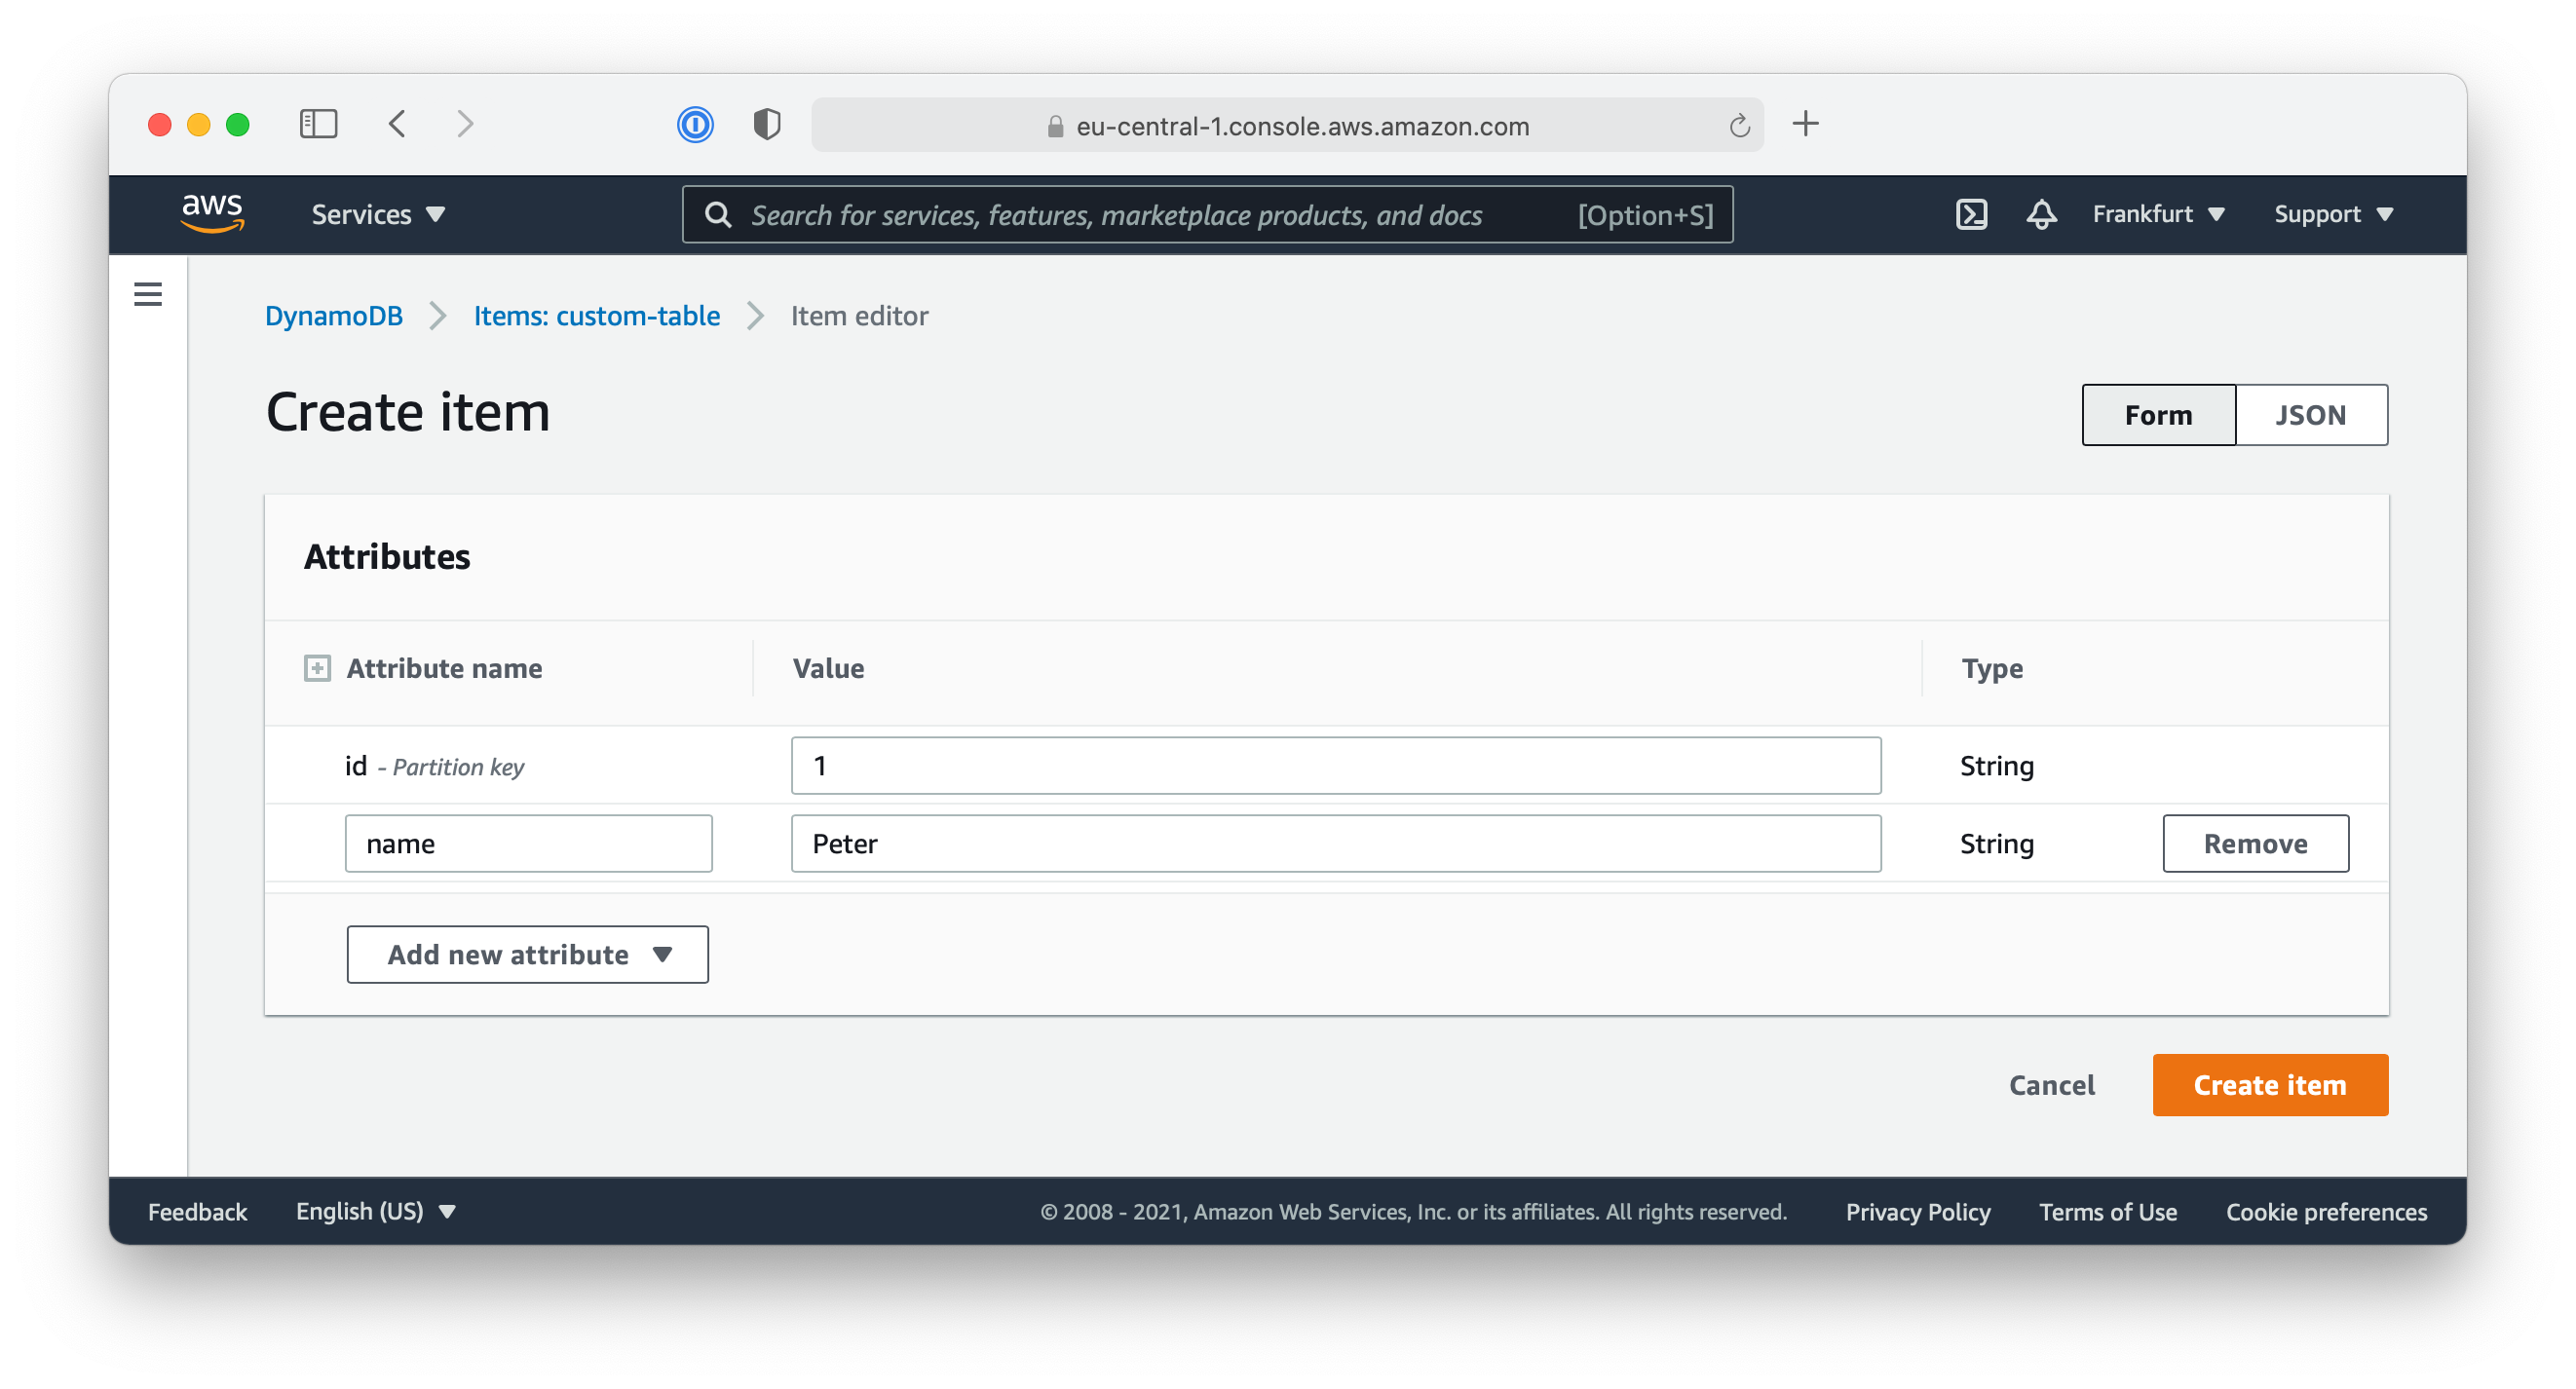 eu-central-1.console.aws.amazon.com
aws Services Search for services, features, marketplace products, and docs [Option+S] Frankfurt Support
DynamoDB Items: custom-table Item editor
Create item Form JSON
Attributes
Attribute name Value Type
id - Partition key 1 String
name Peter String Remove
Add new attribute
Cancel Create item
Feedback English (US) © 2008 - 2021, Amazon Web Services, Inc. or its affiliates. All rights reserved. Privacy Policy Terms of Use Cookie preferences